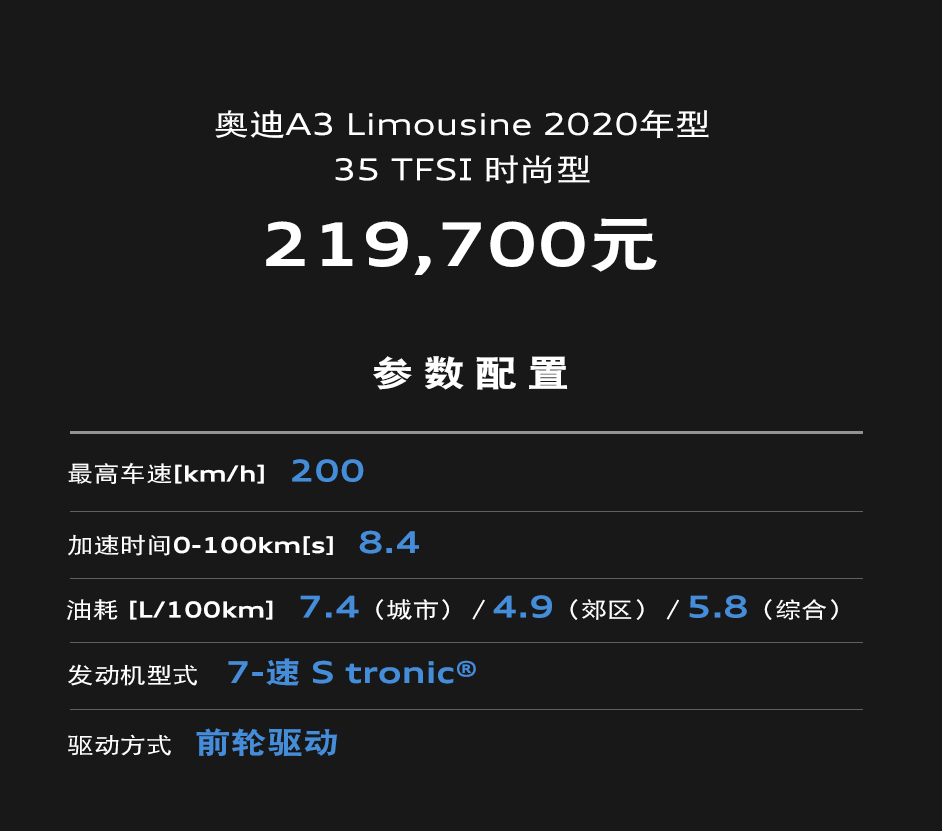 奥迪A3 Limousine 2020年型
35 TFSI 时尚型
219,700元
参数配置
最高车速[km/h] 200
加速时间0-100km[s] 8.4
油耗 [L/100km] 7.4（城市） / 4.9（郊区） / 5.8（综合）
发动机型式 7-速 S tronic®
驱动方式 前轮驱动